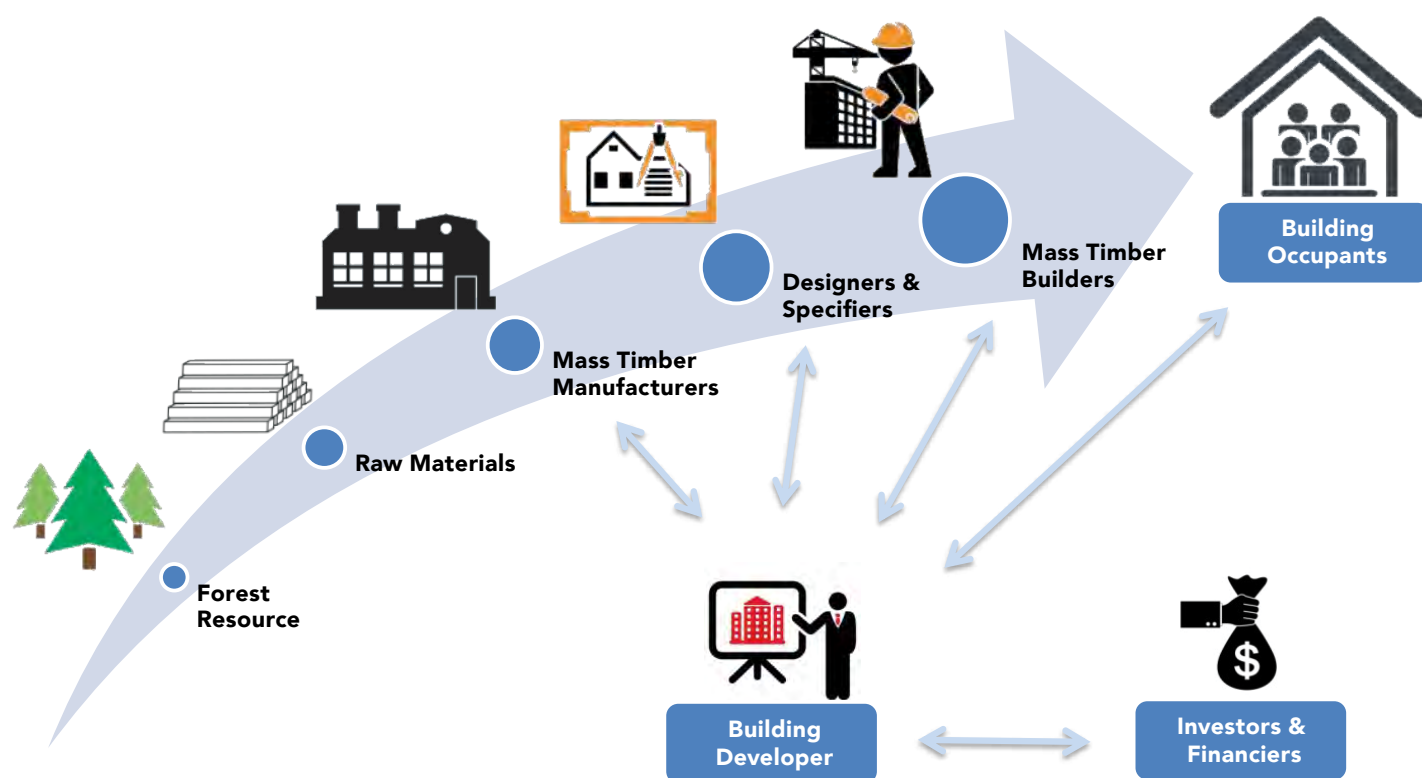 Building
Occupants
Mass Timber
Builders
Designers &
Specifiers
Mass Timber
Manufacturers
Raw Materials
Forest
Resource
$
Building
Developer
Investors &
Financiers